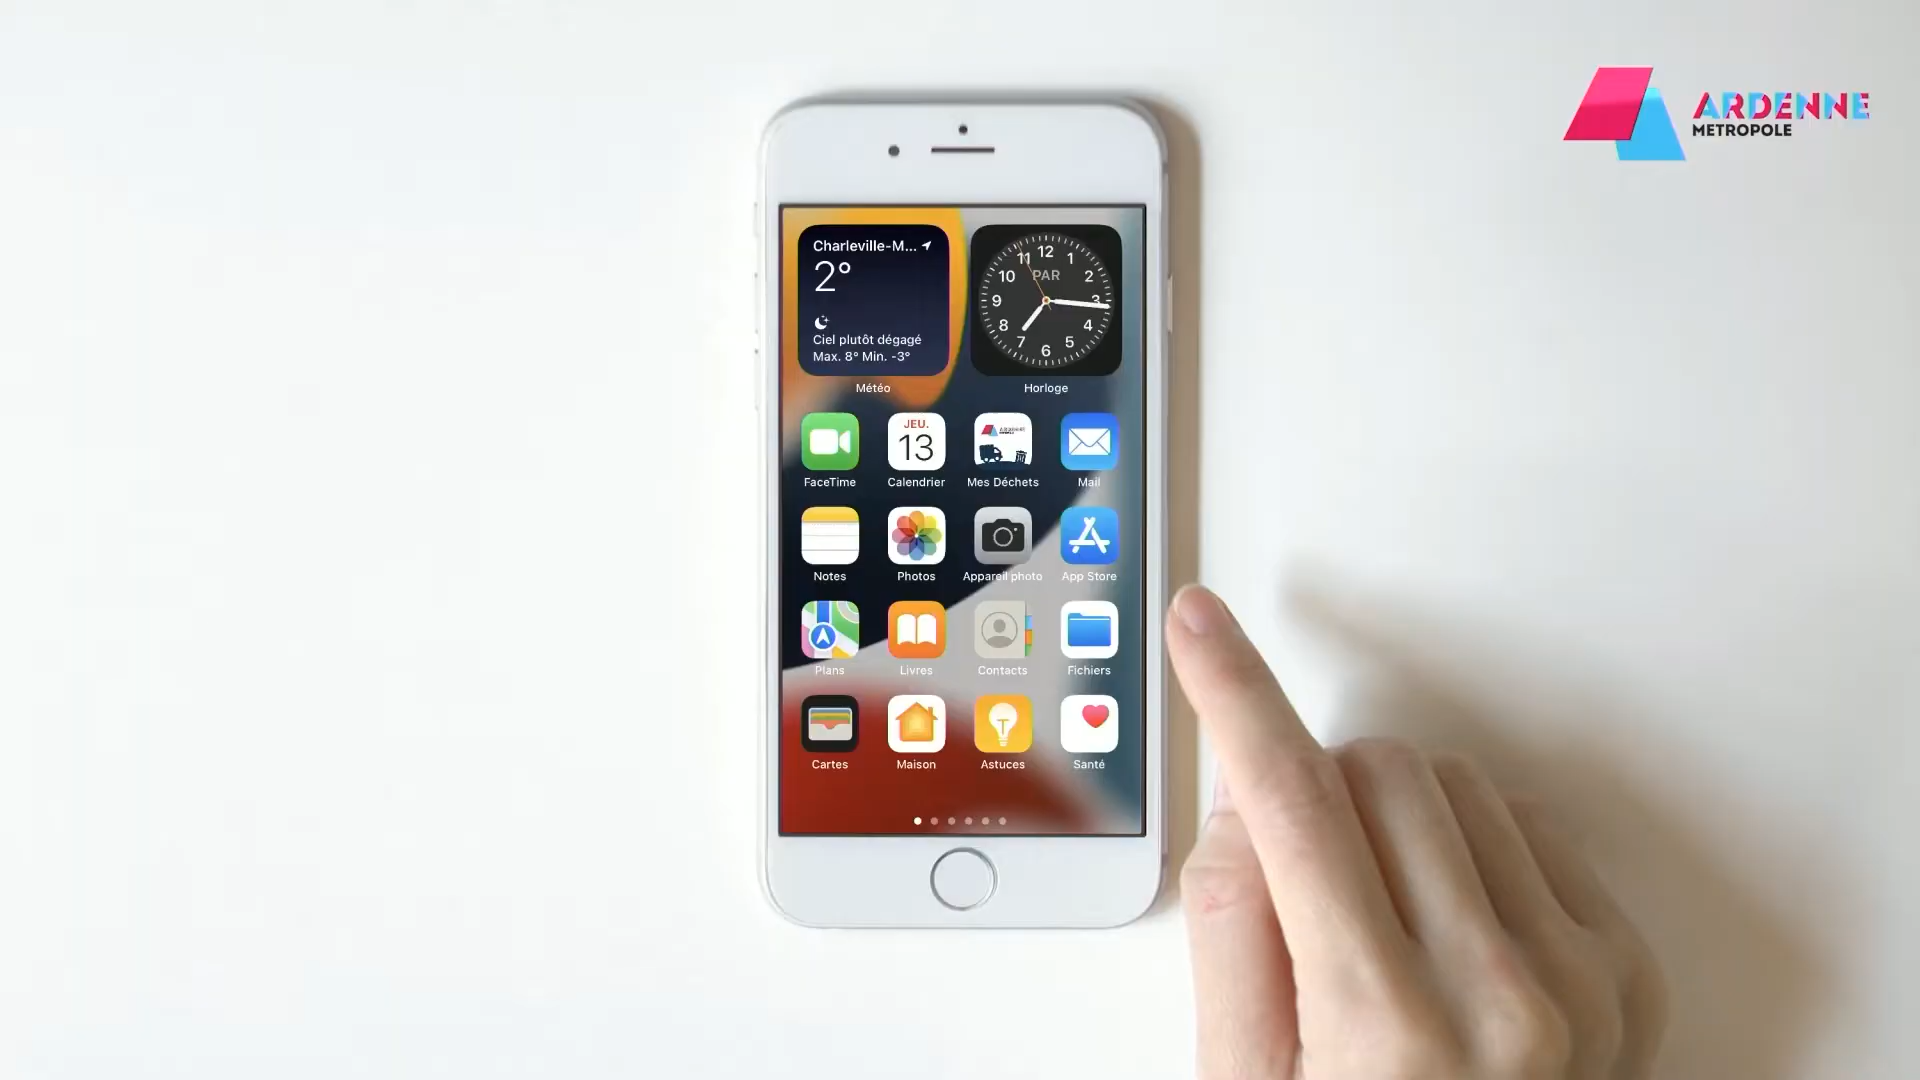 ARDENNE
METROPOLE
Charleville-M...
2°
Ciel plutôt dégagé
Max. 8° Min. -3°
Météo
12
1
2
3
4
5
6
7
8
9
10
11
PAR
Horloge
FaceTime
JEU.
13
Calendrier
Mes Déchets
Mail
Notes
Photos
Appareil photo
App Store
Plans
Livres
Contacts
Fichiers
Cartes
Maison
Astuces
Santé